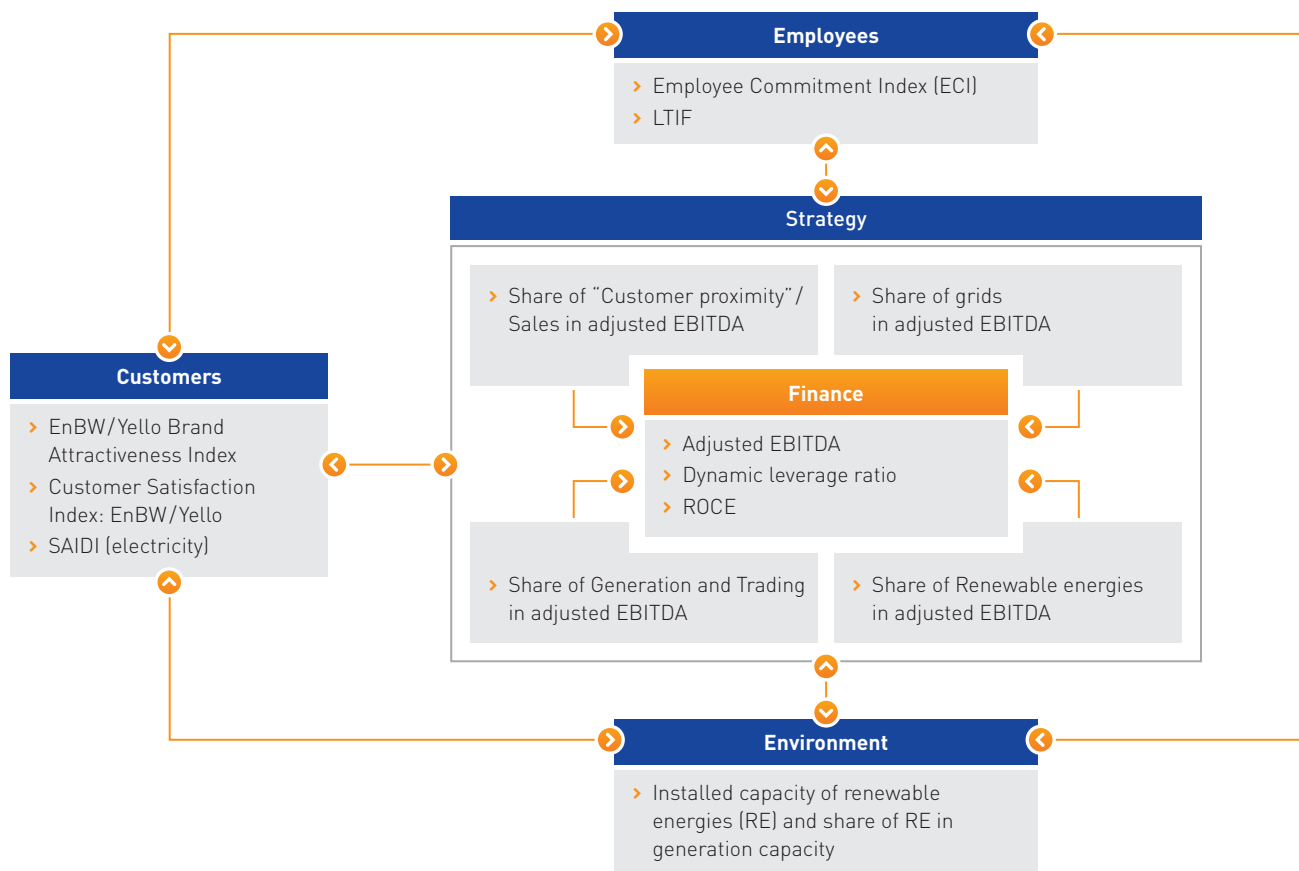 Employees
Employee Commitment Index (ECI)
LTIF
Strategy
Share of “Customer proximity”/
Sales in adjusted EBITDA
Share of grids
in adjusted EBITDA
Customers
EnBW/Yello Brand
Attractiveness Index
Customer Satisfaction
Index: EnBW/Yello
SAIDI (electricity)
Finance
Adjusted EBITDA
Dynamic leverage ratio
ROCE
Share of Generation and Trading
in adjusted EBITDA
Share of Renewable energies
in adjusted EBITDA
Environment
Installed capacity of renewable
energies (RE) and share of RE in
generation capacity